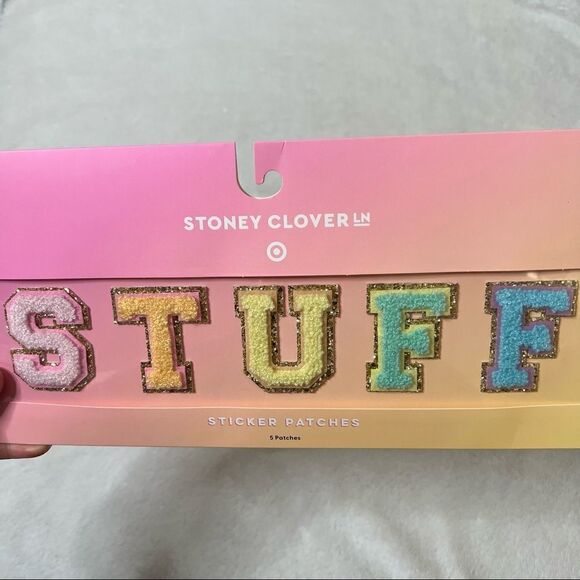 STONEY CLOVER LN
STUFF
STICKER PATCHES
5 Patches